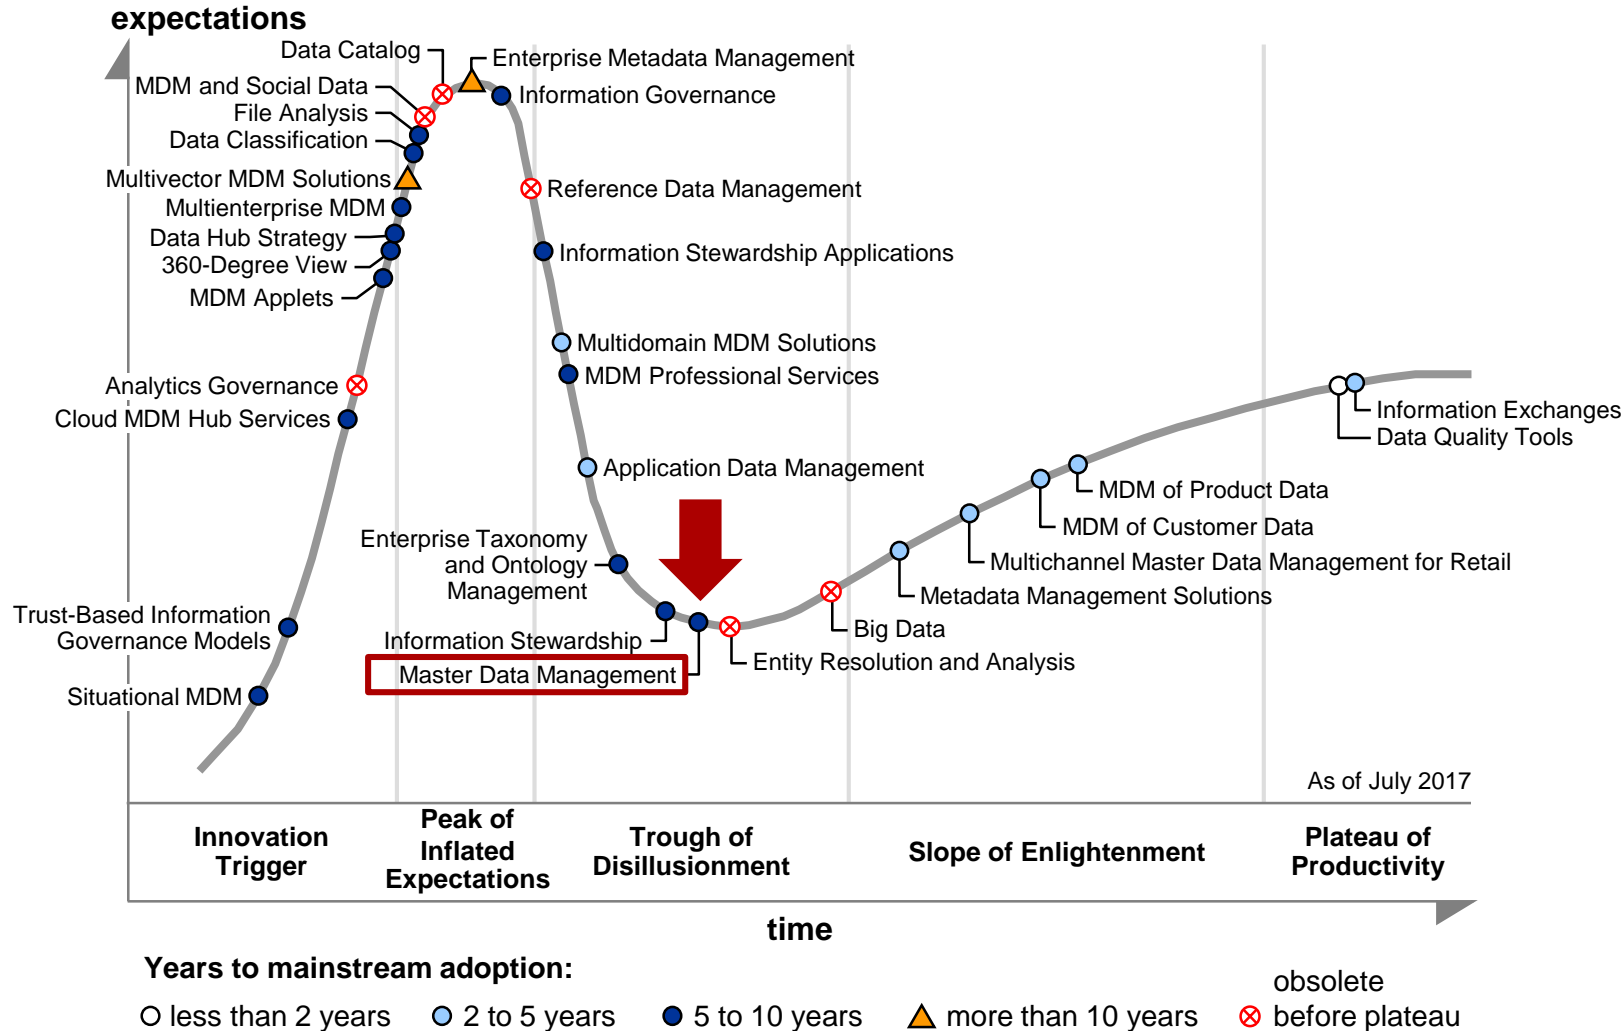 expectations
Data Catalog
Enterprise Metadata Management
MDM and Social Data
Information Governance
File Analysis
Data Classification
Multivector MDM Solutions
Reference Data Management
Multienterprise MDM
Data Hub Strategy
Information Stewardship Applications
360-Degree View
MDM Applets
Multidomain MDM Solutions
MDM Professional Services
Analytics Governance
Cloud MDM Hub Services
Information Exchanges
Data Quality Tools
Application Data Management
MDM of Product Data
MDM of Customer Data
Enterprise Taxonomy
and Ontology
Management
Multichannel Master Data Management for Retail
Metadata Management Solutions
Trust-Based Information
Governance Models
Big Data
Information Stewardship
Entity Resolution and Analysis
Master Data Management
Situational MDM
As of July 2017
Innovation
Trigger
Peak of
Inflated
Expectations
Trough of
Disillusionment
Slope of Enlightenment
Plateau of
Productivity
time
Years to mainstream adoption:
less than 2 years
2 to 5 years
5 to 10 years
more than 10 years
obsolete
before plateau